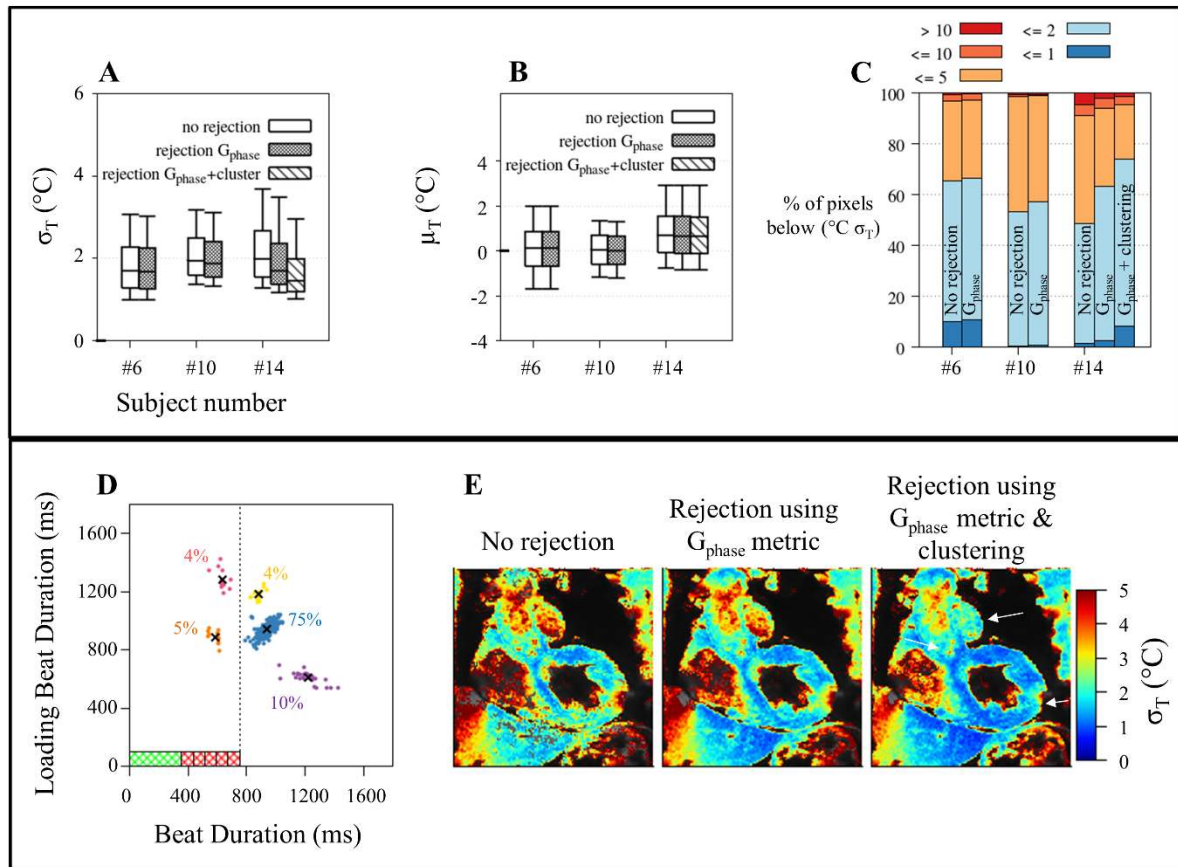 A
σT (°C)
6
4
2
0
no rejection
rejection Gphase
rejection Gphase+cluster
#6 #10 #14
Subject number
B
μT (°C)
4
2
0
-2
-4
no rejection
rejection Gphase
rejection Gphase+cluster
#6 #10 #14
C
> 10 <= 2
<= 10 <= 1
<= 5
% of pixels
below (°C σT)
100
80
60
40
20
0
No rejection
Gphase
No rejection
Gphase
No rejection
Gphase
Gphase + clustering
#6 #10 #14
D
Loading Beat Duration (ms)
1600
1200
800
400
0
4%
4%
5%
75%
10%
0 400 800 1200 1600
Beat Duration (ms)
E
No rejection
Rejection using
Gphase metric
Rejection using
Gphase metric &
clustering
5
4
3
2
1
0
σT (°C)